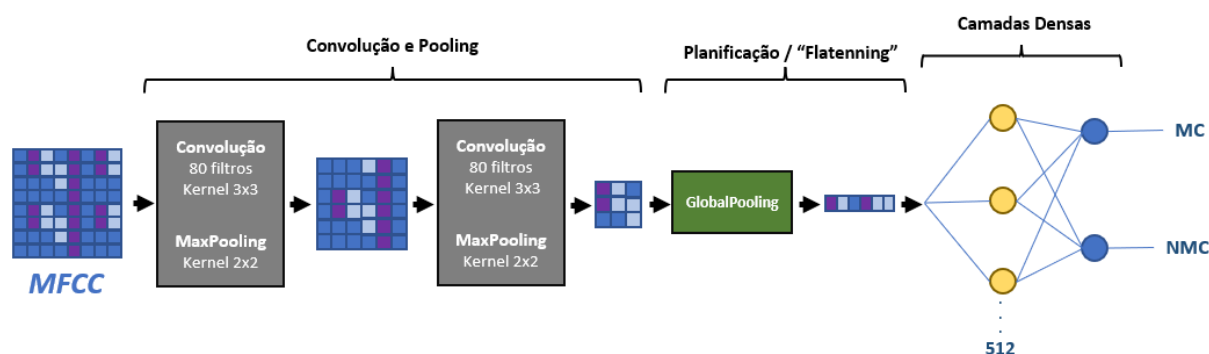 Convolução e Pooling
Planificação / “Flatenning”
Camadas Densas
MFCC
Convolução
80 filtros
Kernel 3x3
MaxPooling
Kernel 2x2
Convolução
80 filtros
Kernel 3x3
MaxPooling
Kernel 2x2
GlobalPooling
MC
NMC
512